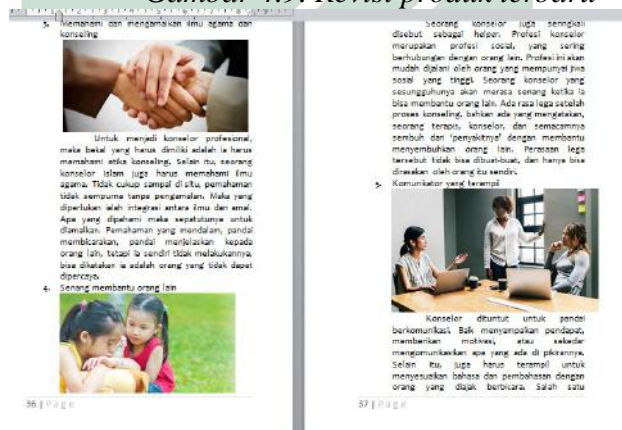 Gambar 4.9. Revisi produk terbaru
3. Memahami dan mengamalkan ilmu agama dan
konseling
Untuk menjadi konselor profesional,
maka bekal yang harus dimiliki adalah ia harus
memahami etika konseling. Selain itu, seorang
konselor Islam juga harus memahami ilmu
agama. Tidak cukup sampai di situ, pemahaman
tidak sempurna tanpa pengamalan. Maka yang
diperlukan ialah integrasi antara ilmu dan amal.
Apa yang dipahami maka sepatutunya untuk
diamalkan. Pemahaman yang mendalam, pandai
membicarakan, pandai menjelaskan kepada
orang lain, tetapi ia sendiri tidak melakukannya,
bisa dikatakan ia adalah orang yang tidak dapat
dipercaya.
4. Senang membantu orang lain
36 | Page
Seorang konselor juga seringkali
disebut sebagai helper. Profesi konselor
merupakan profesi sosial, yang sering
berhubungan dengan orang lain. Profesi ini akan
mudah dijalani oleh orang yang mempunyai jiwa
sosial yang tinggi. Seorang konselor yang
sesungguhunya akan merasa senang ketika ia
bisa membantu orang lain. Ada rasa lega setelah
proses konseling. bahkan ada yang mengatakan,
seorang terapis, konselor, dan semacamnya
sembuh dari 'penyakitnya' dengan membantu
menyembuhkan orang lain. Perasaan lega
tersebut tidak bisa dibuat-buat, dan hanya bisa
dirasakan oleh orang itu sendiri.
5. Komunikator yang terampil
Konselor dituntut untuk pandai
berkomunikasi. Baik menyampaikan pendapat,
memberikan motivasi, atau sekedar
mengomunikasikan apa yang ada di pikirannya.
Selain itu, juga harus terampil untuk
menyesuaikan bahasa dan pembahasan dengan
orang yang diajak berbicara. Salah satu
37 | Page